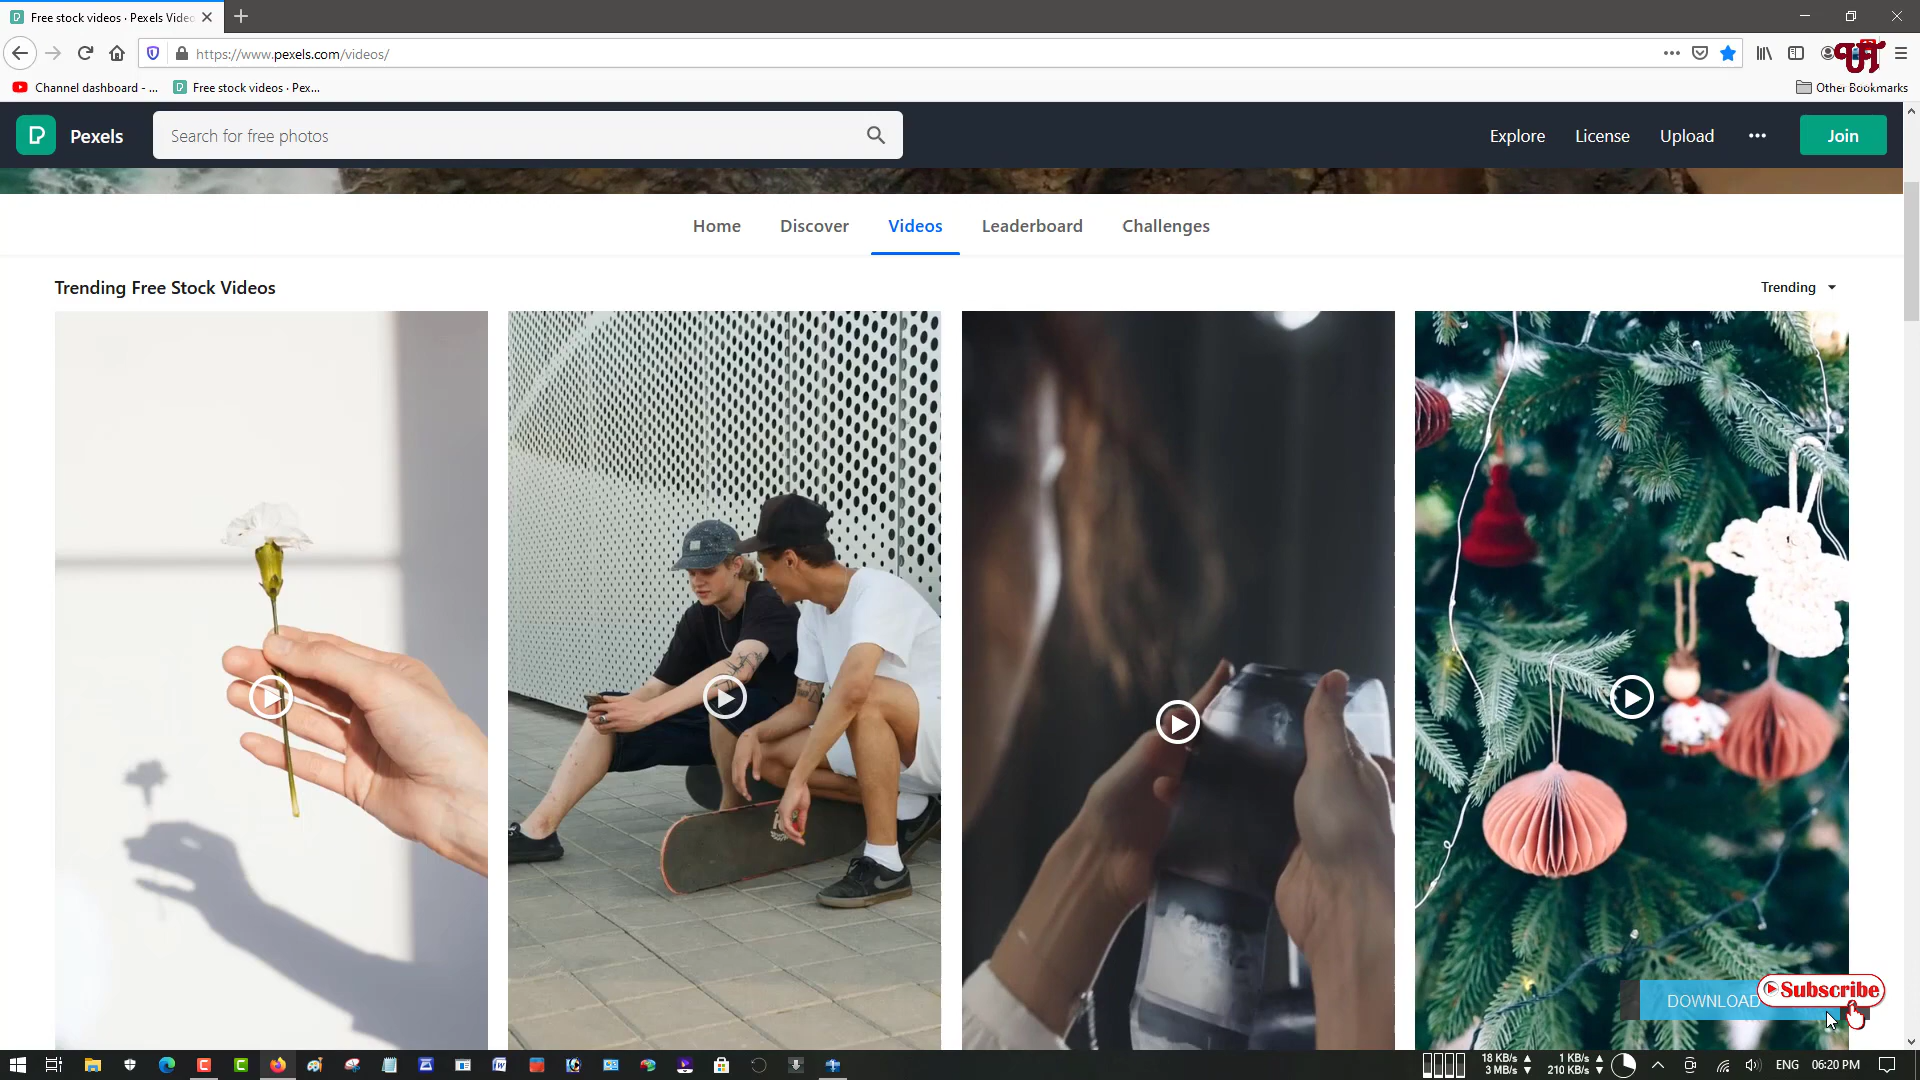 Free stock videos · Pexels Video
UT
https://www.pexels.com/videos/
Channel dashboard - ...
Free stock videos · Pex...
Other Bookmarks
Pexels
Search for free photos
Explore
License
Upload
Join
Home
Discover
Videos
Leaderboard
Challenges
Trending Free Stock Videos
Trending
DOWNLOAD
Subscribe
18 KB/s
3 MB/s
1 KB/s
210 KB/s
ENG
06:20 PM